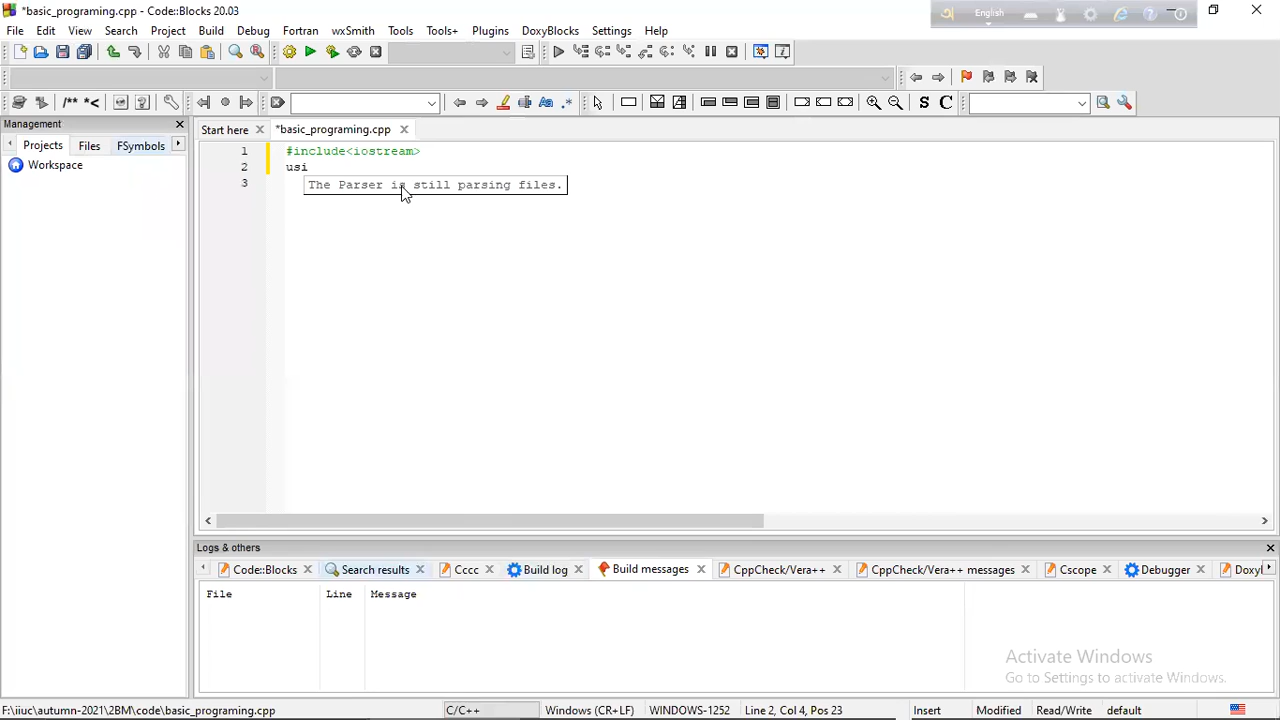 *basic_programing.cpp - Code::Blocks 20.03
English
File Edit View Search Project Build Debug Fortran wxSmith Tools Tools+ Plugins DoxyBlocks Settings Help
/** *<
Aa .*
S C
Management
Projects Files FSymbols
Workspace
Start here *basic_programing.cpp
1 #include<iostream>
2 usi
3
The Parser is still parsing files.
Logs & others
Code::Blocks Search results Cccc Build log Build messages CppCheck/Vera++ CppCheck/Vera++ messages Cscope Debugger Doxyl
File Line Message
Activate Windows
Go to Settings to activate Windows.
F:\iiuc\autumn-2021\2BM\code\basic_programing.cpp C/C++ Windows (CR+LF) WINDOWS-1252 Line 2, Col 4, Pos 23 Insert Modified Read/Write default